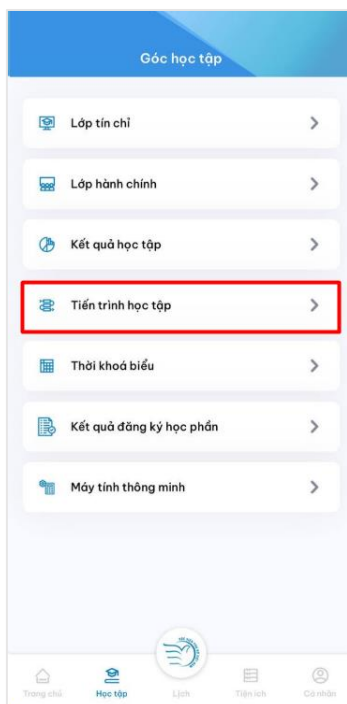 Góc học tập
Lớp tín chỉ
Lớp hành chính
Kết quả học tập
Tiến trình học tập
Thời khoá biểu
Kết quả đăng ký học phần
Máy tính thông minh
Trang chủ
Học tập
Lịch
Tiện ích
Cá nhân